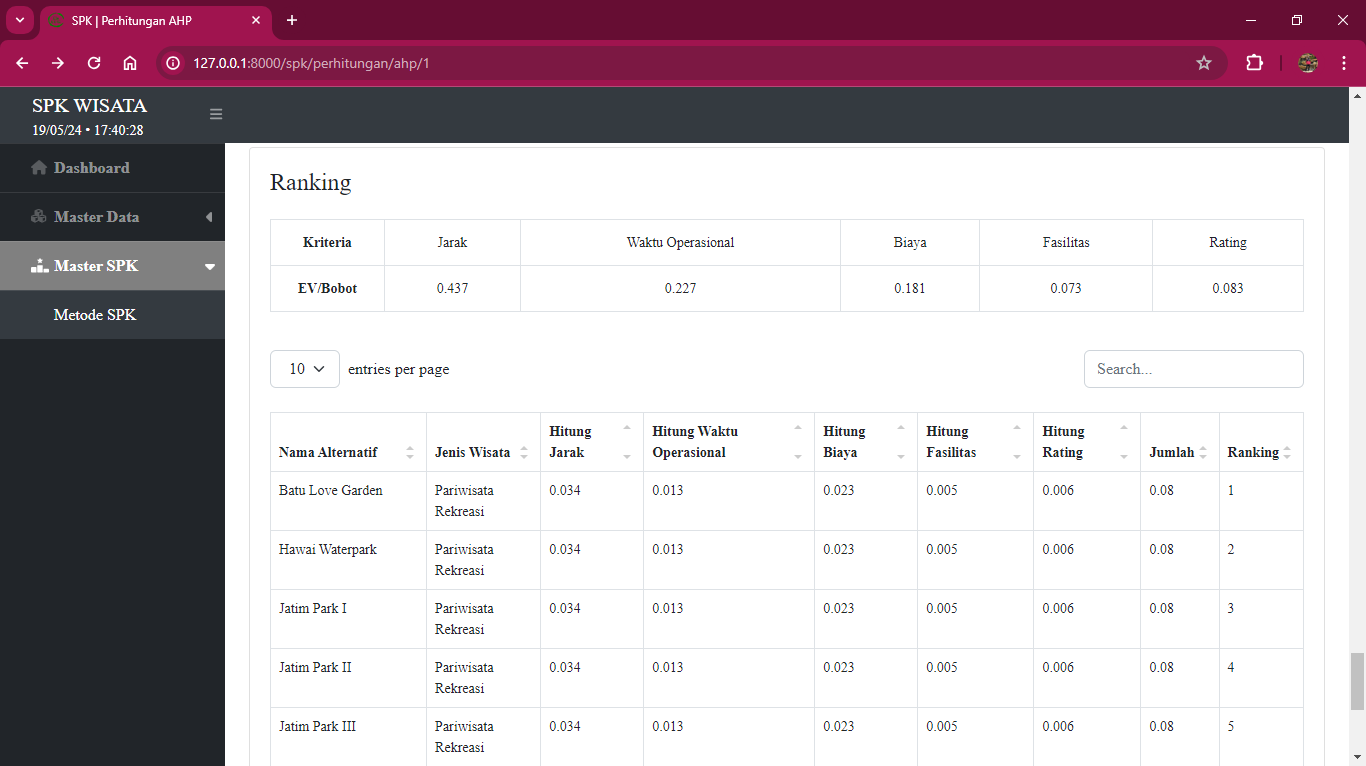 SPK | Perhitungan AHP
127.0.0.1:8000/spk/perhitungan/ahp/1
SPK WISATA
19/05/24 • 17:40:28
Dashboard
Master Data
Master SPK
Metode SPK
Ranking
Kriteria Jarak Waktu Operasional Biaya Fasilitas Rating
EV/Bobot 0.437 0.227 0.181 0.073 0.083
10 entries per page Search...
Nama Alternatif Jenis Wisata Hitung Jarak Hitung Waktu Operasional Hitung Biaya Hitung Fasilitas Hitung Rating Jumlah Ranking
Batu Love Garden Pariwisata Rekreasi 0.034 0.013 0.023 0.005 0.006 0.08 1
Hawai Waterpark Pariwisata Rekreasi 0.034 0.013 0.023 0.005 0.006 0.08 2
Jatim Park I Pariwisata Rekreasi 0.034 0.013 0.023 0.005 0.006 0.08 3
Jatim Park II Pariwisata Rekreasi 0.034 0.013 0.023 0.005 0.006 0.08 4
Jatim Park III Pariwisata Rekreasi 0.034 0.013 0.023 0.005 0.006 0.08 5